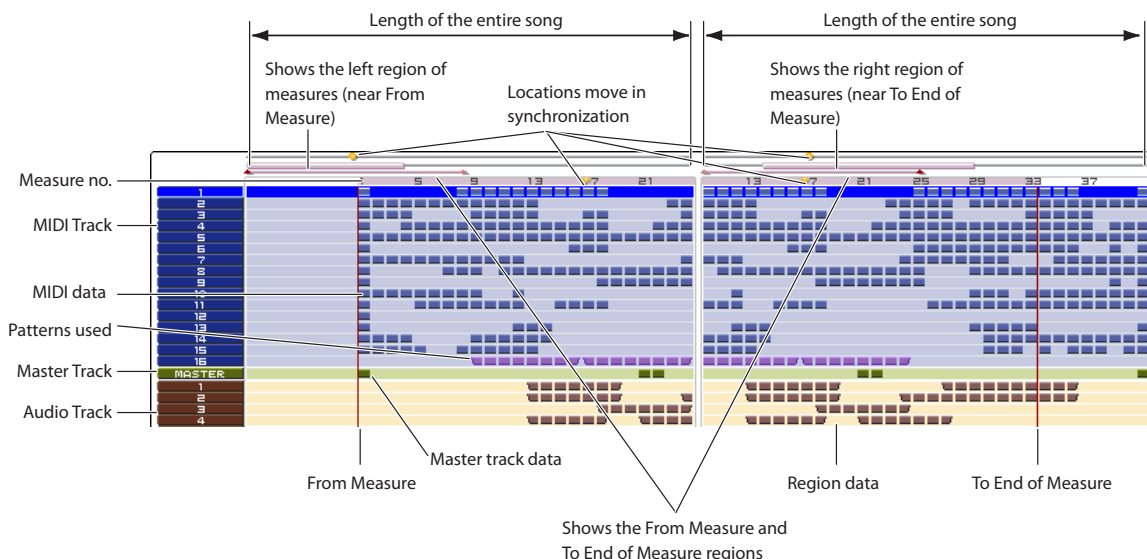 Length of the entire song
Length of the entire song
Shows the left region of
measures (near From
Measure)
Locations move in
synchronization
Shows the right region of
measures (near To End of
Measure)
Measure no.
5 9 13 17 21
13 17 21 25 29 33 37
1
2
3
MIDI Track
4
5
6
7
8
9
MIDI data
10
11
12
Patterns used
13
14
15
16
Master Track
MASTER
1
2
Audio Track
3
4
Master track data
From Measure
Region data
To End of Measure
Shows the From Measure and
To End of Measure regions